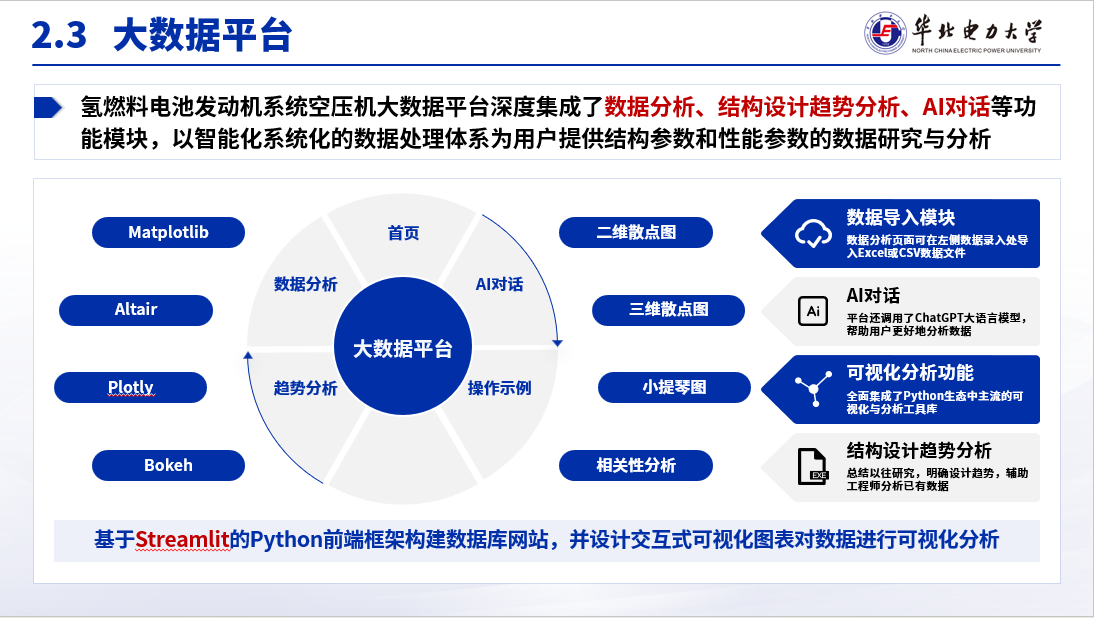 2.3 大数据平台
华北电力大学
NORTH CHINA ELECTRIC POWER UNIVERSITY
氢燃料电池发动机系统空压机大数据平台深度集成了数据分析、结构设计趋势分析、AI对话等功
能模块，以智能化系统化的数据处理体系为用户提供结构参数和性能参数的数据研究与分析
Matplotlib
Altair
Plotly
Bokeh
首页
数据分析
AI对话
大数据平台
趋势分析
操作示例
二维散点图
三维散点图
小提琴图
相关性分析
数据导入模块
数据分析页面可在左侧数据录入处导
入Excel或CSV数据文件
Ai
AI对话
平台还调用了ChatGPT大语言模型，
帮助用户更好地分析数据
可视化分析功能
全面集成了Python生态中主流的可
视化与分析工具库
EXE
结构设计趋势分析
总结以往研究，明确设计趋势，辅助
工程师分析已有数据
基于Streamlit的Python前端框架构建数据库网站，并设计交互式可视化图表对数据进行可视化分析